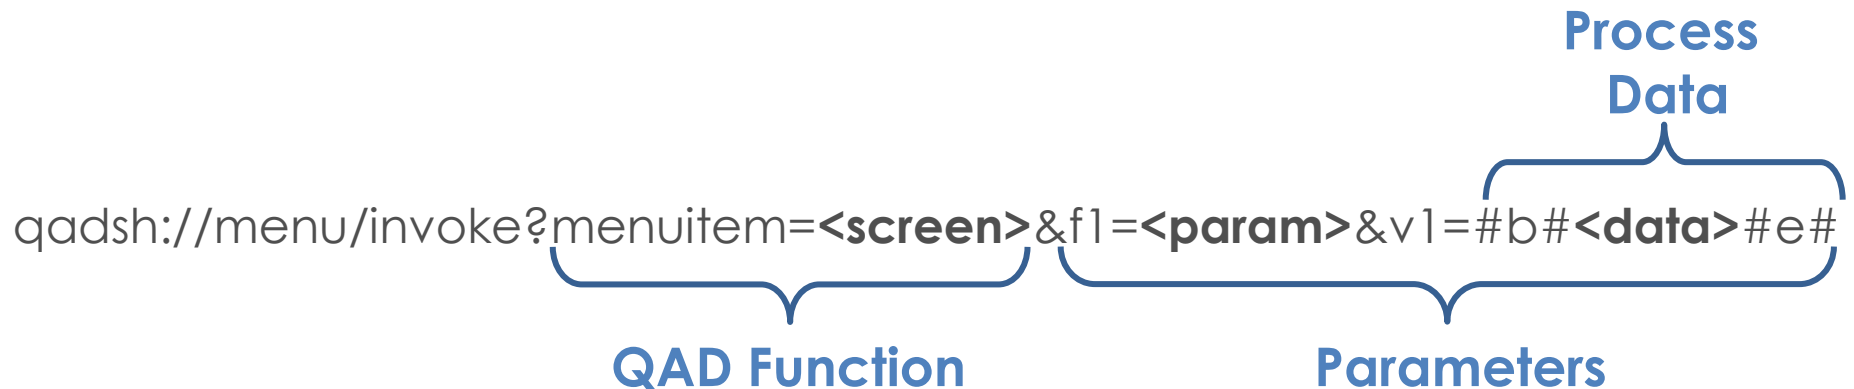 Process
Data
qadsh://menu/invoke?menuitem=<screen>&f1=<param>&v1=#b#<data>#e#
QAD Function
Parameters